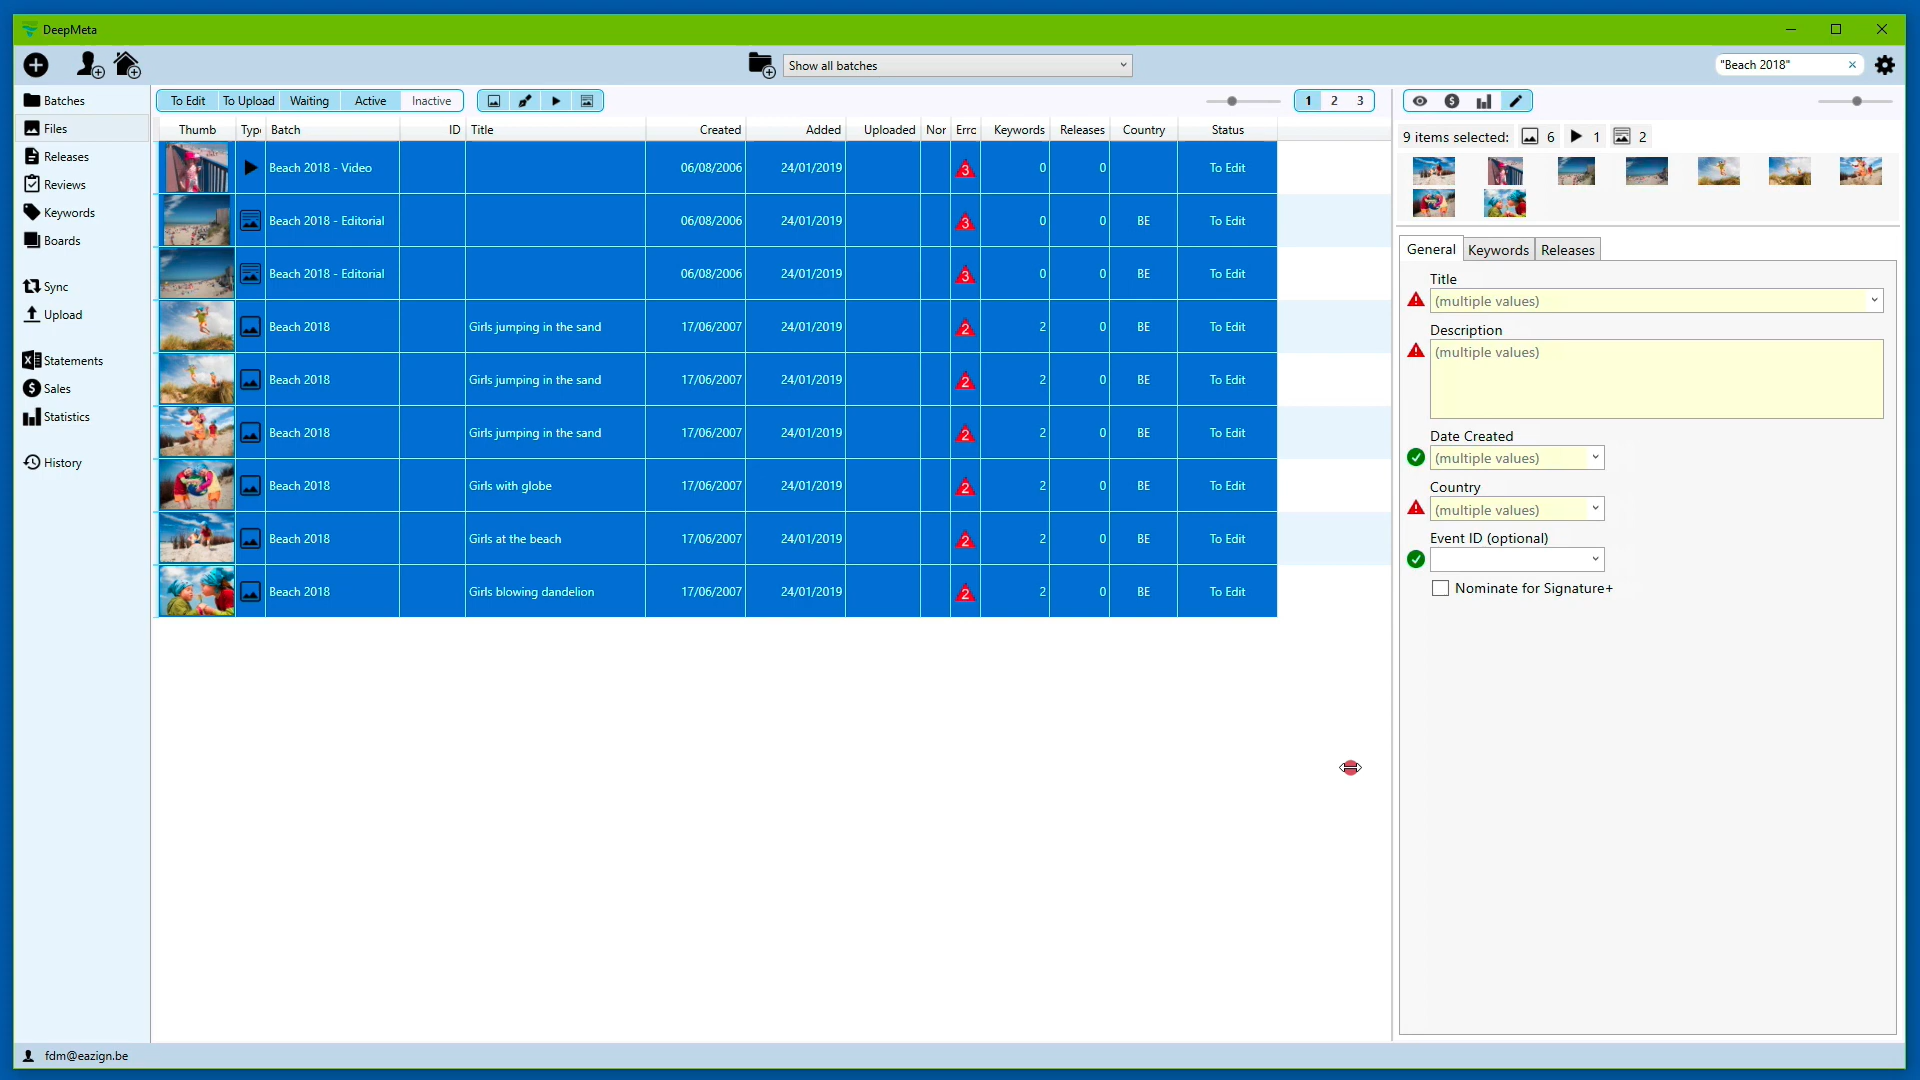 DeepMeta
Show all batches
"Beach 2018"
Batches
Files
Releases
Reviews
Keywords
Boards
Sync
Upload
Statements
Sales
Statistics
History
To Edit To Upload Waiting Active Inactive
1 2 3
Thumb Typ Batch ID Title Created Added Uploaded Nor Errc Keywords Releases Country Status
Beach 2018 - Video 06/08/2006 24/01/2019 3 0 0 To Edit
Beach 2018 - Editorial 06/08/2006 24/01/2019 3 0 0 BE To Edit
Beach 2018 - Editorial 06/08/2006 24/01/2019 3 0 0 BE To Edit
Beach 2018 Girls jumping in the sand 17/06/2007 24/01/2019 2 2 0 BE To Edit
Beach 2018 Girls jumping in the sand 17/06/2007 24/01/2019 2 2 0 BE To Edit
Beach 2018 Girls jumping in the sand 17/06/2007 24/01/2019 2 2 0 BE To Edit
Beach 2018 Girls with globe 17/06/2007 24/01/2019 2 2 0 BE To Edit
Beach 2018 Girls at the beach 17/06/2007 24/01/2019 2 2 0 BE To Edit
Beach 2018 Girls blowing dandelion 17/06/2007 24/01/2019 2 2 0 BE To Edit
9 items selected: 6 1 2
General Keywords Releases
Title
(multiple values)
Description
(multiple values)
Date Created
(multiple values)
Country
(multiple values)
Event ID (optional)
Nominate for Signature+
fdm@eazign.be